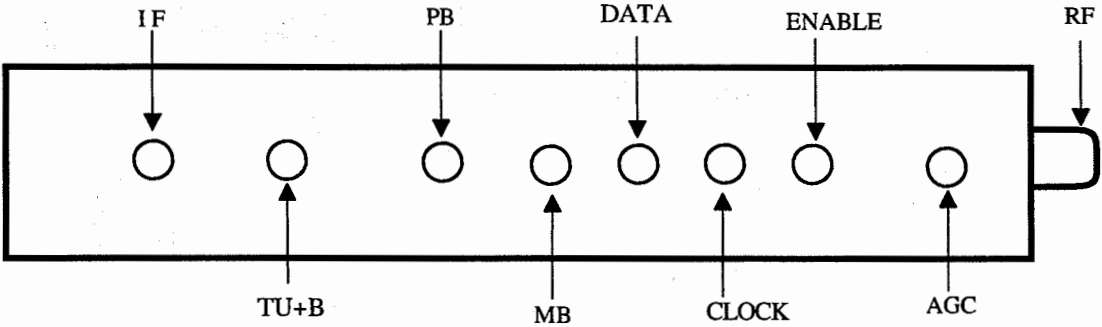 IF PB DATA ENABLE RF
TU+B MB CLOCK AGC